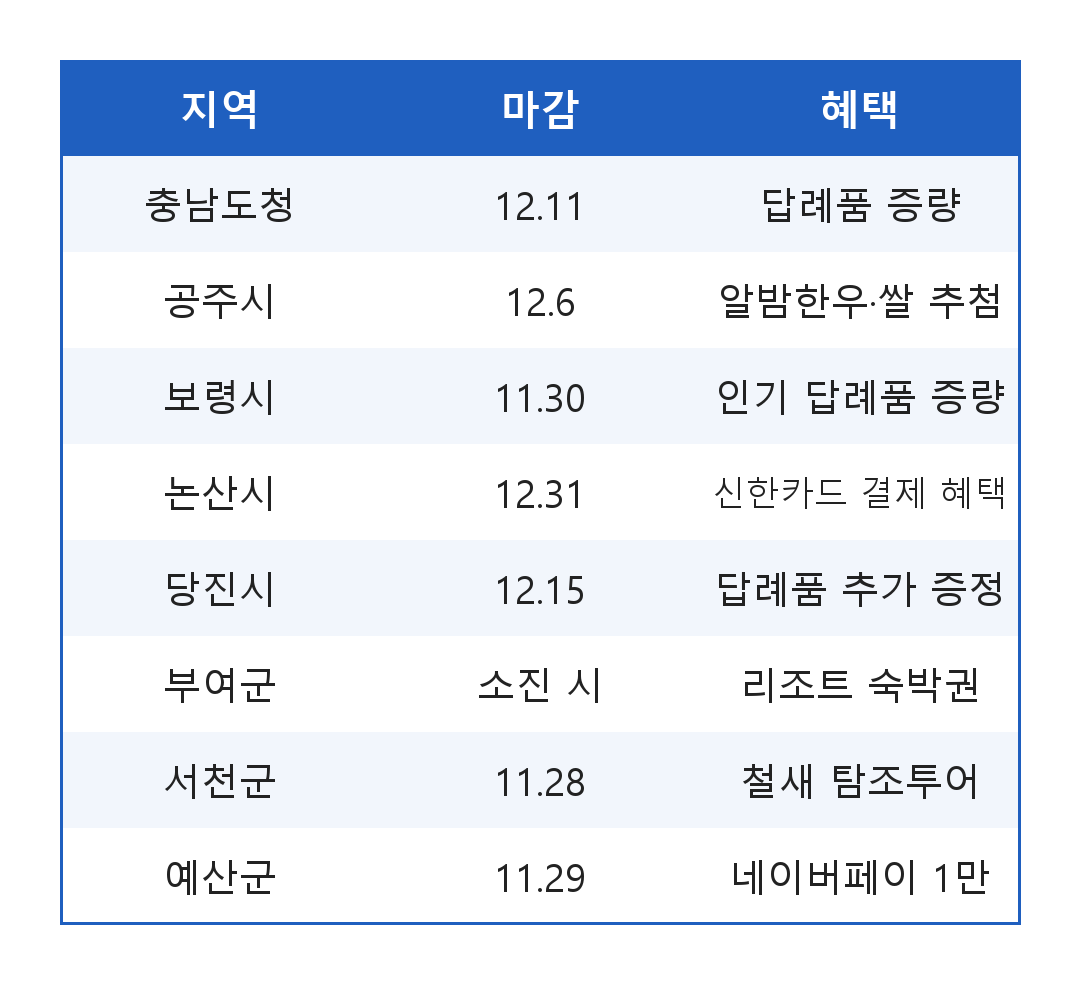 지역 마감 혜택
충남도청 12.11 답례품 증량
공주시 12.6 알밤한우·쌀 추첨
보령시 11.30 인기 답례품 증량
논산시 12.31 신한카드 결제 혜택
당진시 12.15 답례품 추가 증정
부여군 소진 시 리조트 숙박권
서천군 11.28 철새 탐조투어
예산군 11.29 네이버페이 1만